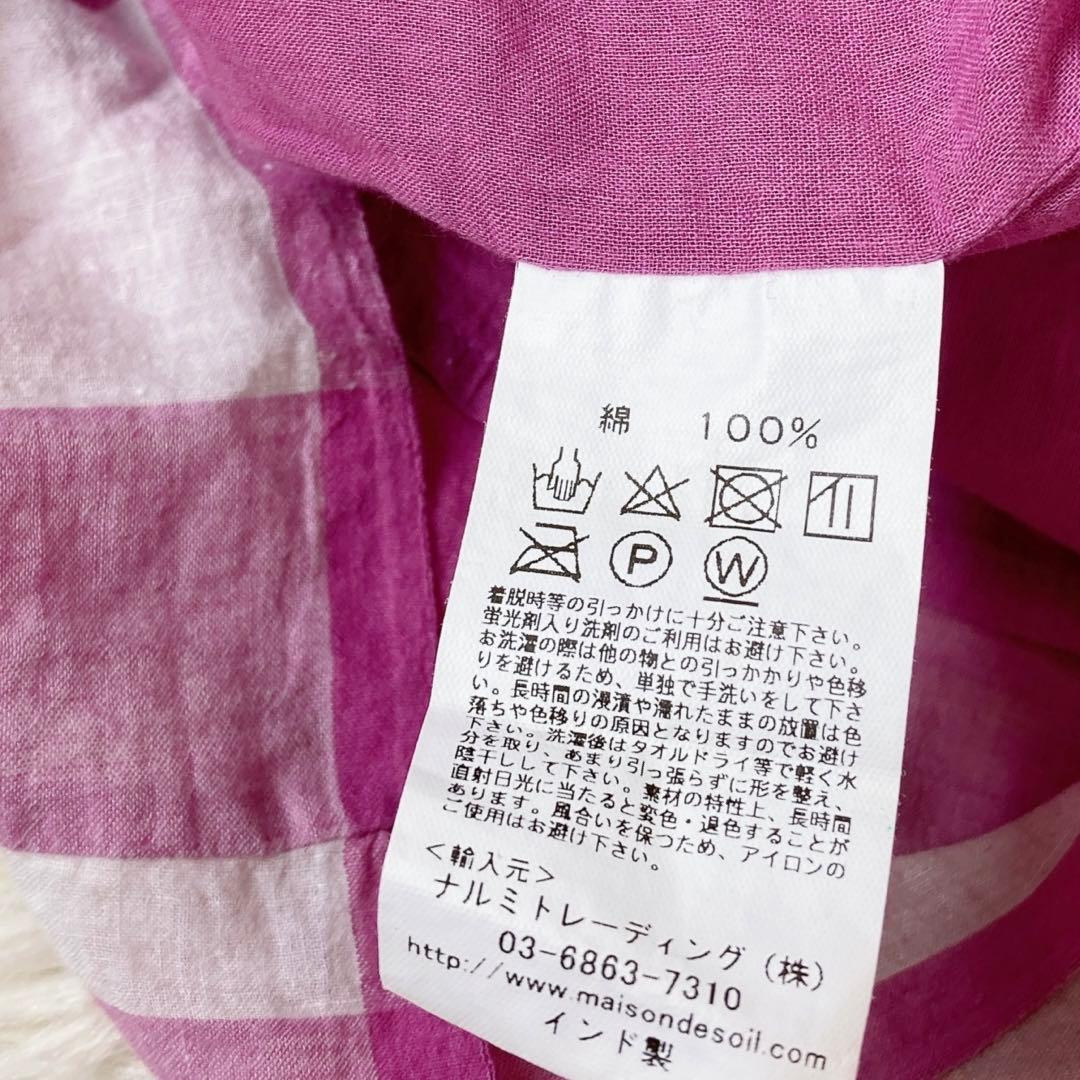 綿 100%
P W
着脱時等の引っかけに十分ご注意下さい。
蛍光剤入り洗剤のご利用はお避け下さい。
お洗濯の際は他の物との引っかかりや色移
りを避けるため、単独で手洗いをして下さ
い。長時間の浸漬や濡れたままの放置は色
落ちや色移りの原因となりますのでお避け
下さい。洗濯後はタオルドライ等で軽く水
分を取り、あまり引っ張らずに形を整え、
陰干しして下さい。素材の特性上、長時間
直射日光に当たると変色・退色することが
あります。風合いを保つため、アイロンの
ご使用はお避け下さい。
<輸入元>
ナルミトレーディング(株)
03-6863-7310
http://www.maisondesoil.com
インド製